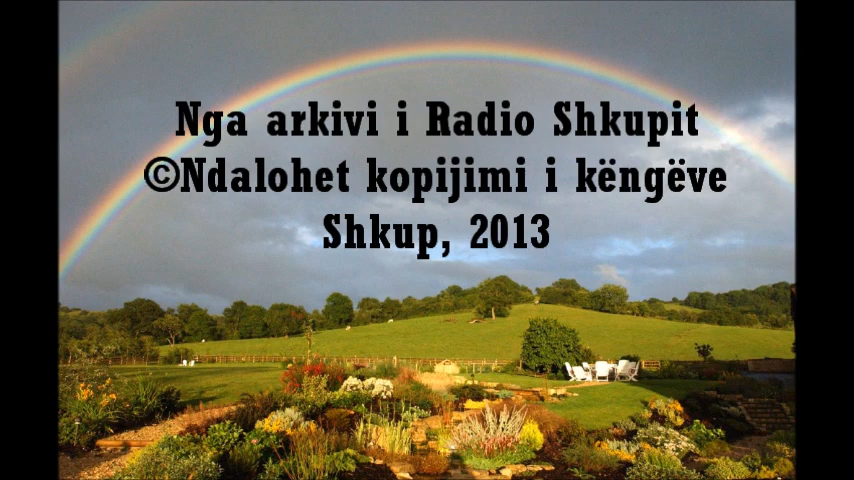 Nga arkivi i Radio Shkupit
©Ndalohet kopijimi i këngëve
Shkup, 2013